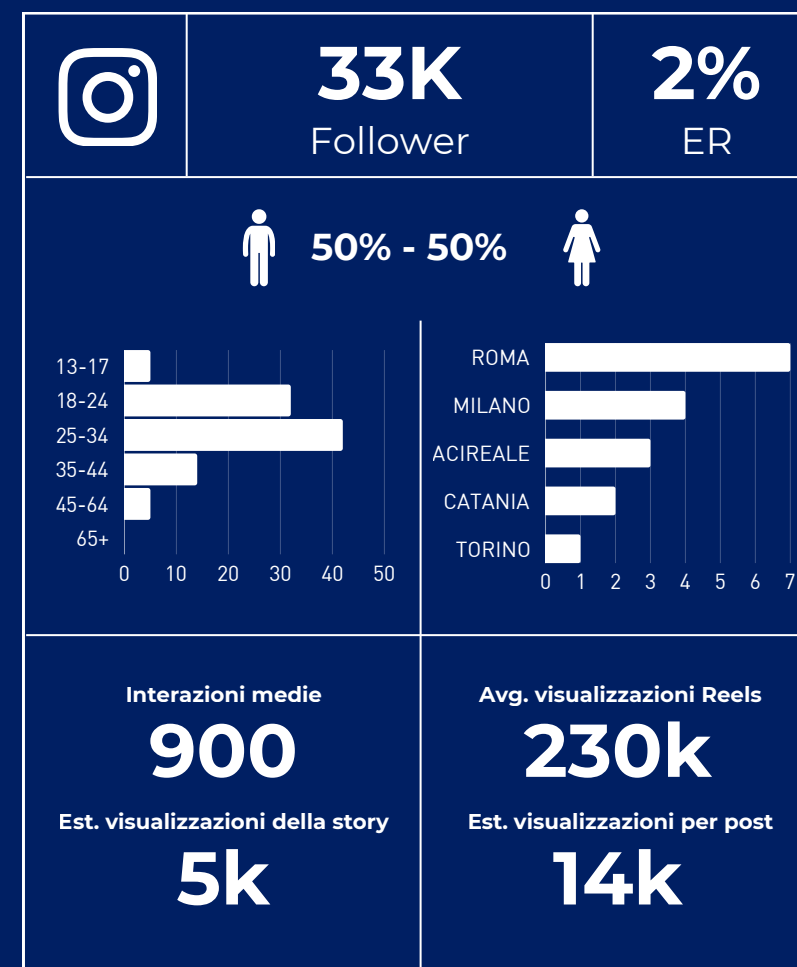 33K
Follower
2%
ER
50% - 50%
13-17
18-24
25-34
35-44
45-64
65+
0 10 20 30 40 50
ROMA
MILANO
ACIREALE
CATANIA
TORINO
0 1 2 3 4 5 6 7
Interazioni medie
900
Est. visualizzazioni della story
5k
Avg. visualizzazioni Reels
230k
Est. visualizzazioni per post
14k